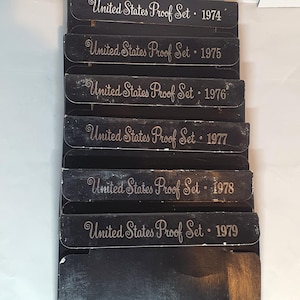 United States Proof Set · 1974
United States Proof Set · 1975
United States Proof Set · 1976
United States Proof Set · 1977
United States Proof Set · 1978
United States Proof Set · 1979